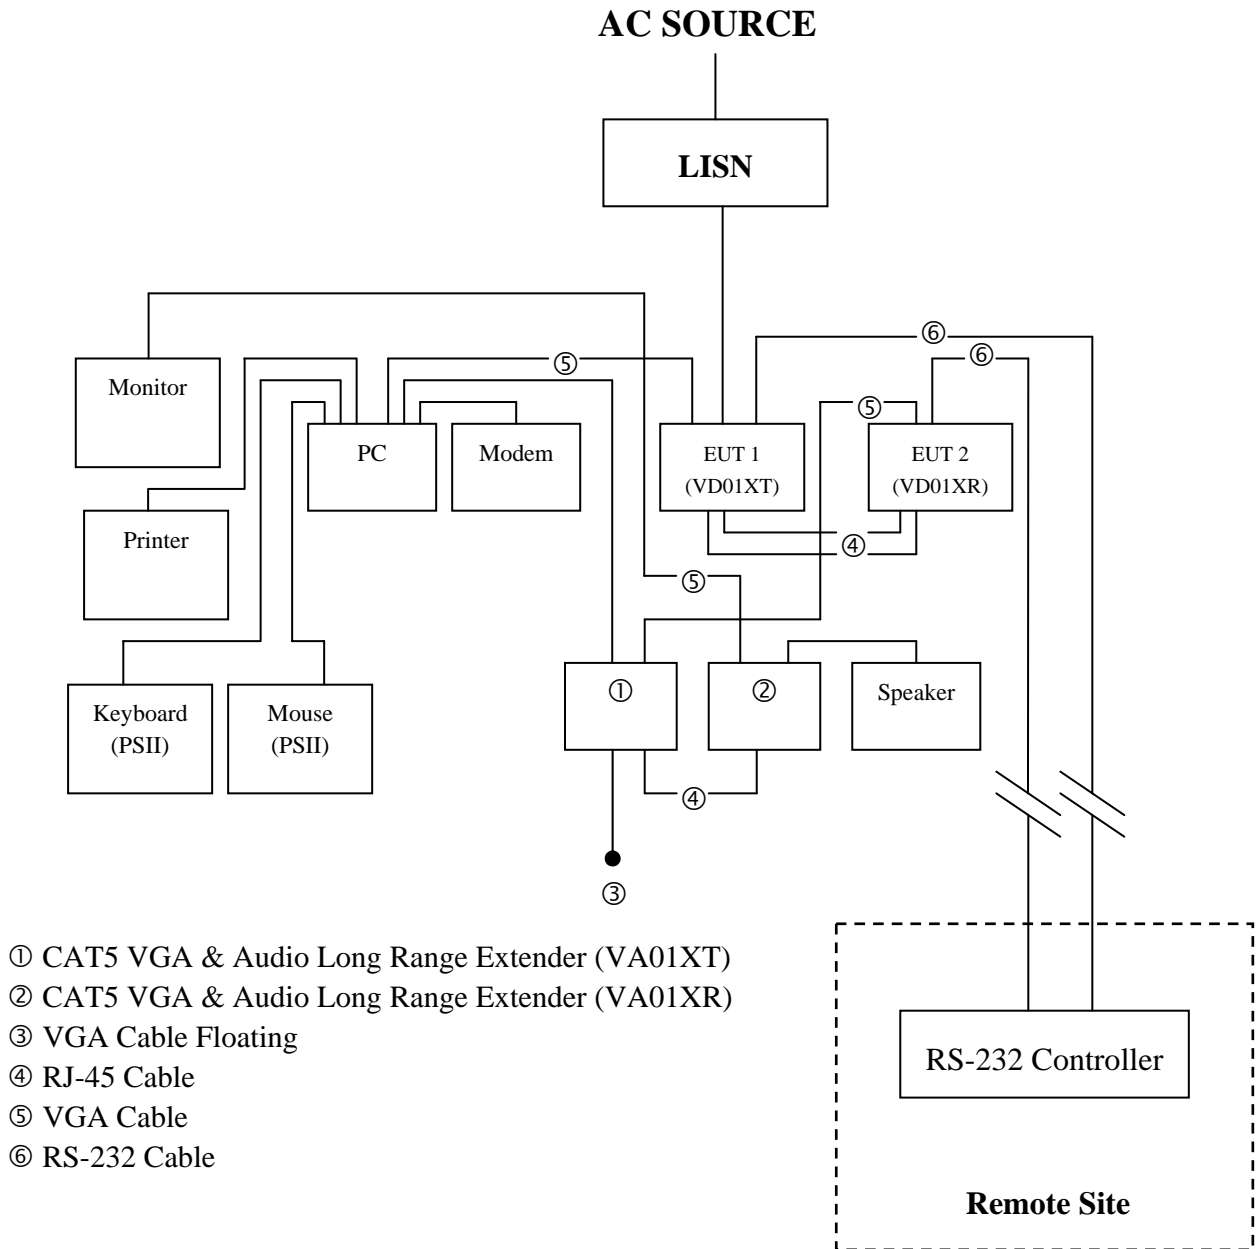 AC SOURCE
LISN
⑥
⑥
⑤
⑤
Monitor
PC
Modem
EUT 1
(VD01XT)
EUT 2
(VD01XR)
Printer
④
⑤
①
②
Speaker
Keyboard
(PSII)
Mouse
(PSII)
④
③
① CAT5 VGA & Audio Long Range Extender (VA01XT)
② CAT5 VGA & Audio Long Range Extender (VA01XR)
③ VGA Cable Floating
④ RJ-45 Cable
⑤ VGA Cable
⑥ RS-232 Cable
RS-232 Controller
Remote Site